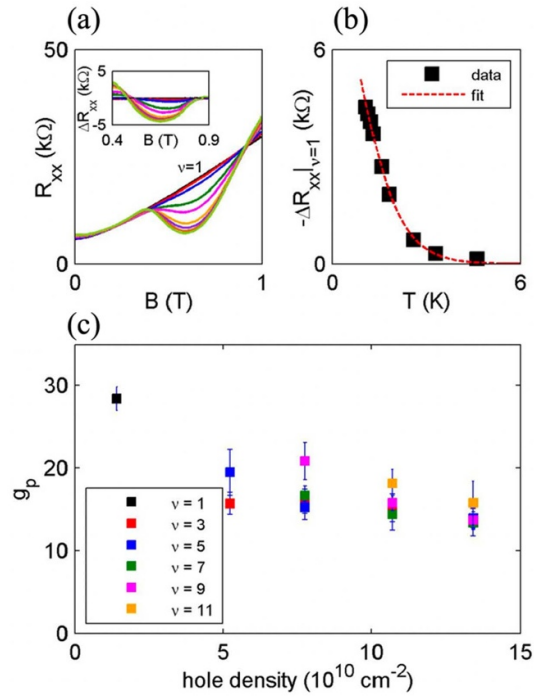 (a)
50
R_xx (kΩ)
0
0
B (T)
1
ν=1
5
ΔR_xx (kΩ)
-5
0.4
B (T)
0.9
(b)
6
-ΔR_xx|_ν=1 (kΩ)
0
0
T (K)
6
data
fit
(c)
30
20
10
0
g_p
0
5
10
15
hole density (10^10 cm^-2)
ν = 1
ν = 3
ν = 5
ν = 7
ν = 9
ν = 11